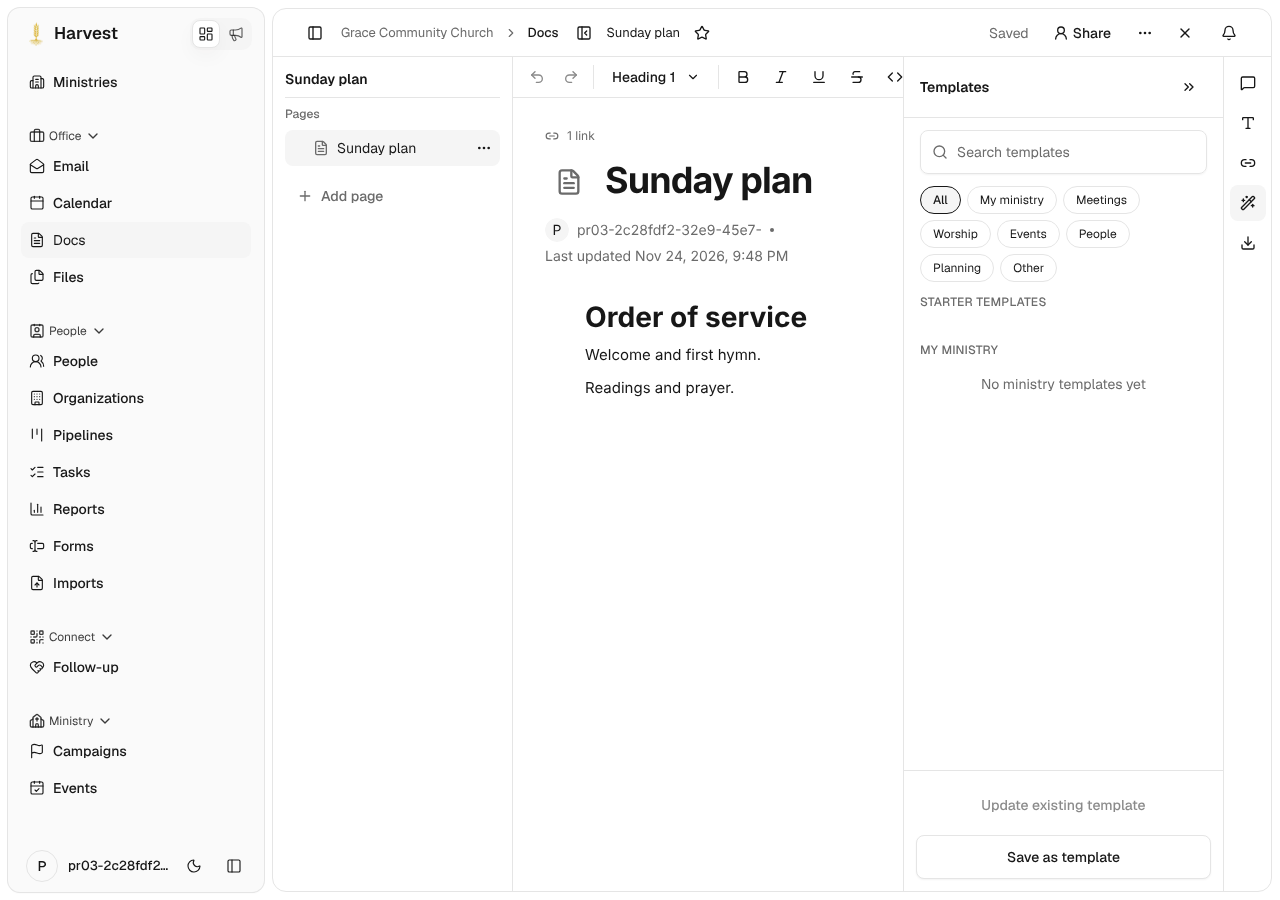 Harvest
Ministries
Office
Email
Calendar
Docs
Files
People
People
Organizations
Pipelines
Tasks
Reports
Forms
Imports
Connect
Follow-up
Ministry
Campaigns
Events
P pr03-2c28fdf2...
Grace Community Church > Docs Sunday plan
Saved Share
Sunday plan
Pages
Sunday plan
Add page
Heading 1 B I U S <>
1 link
Sunday plan
P pr03-2c28fdf2-32e9-45e7- •
Last updated Nov 24, 2026, 9:48 PM
Order of service
Welcome and first hymn.
Readings and prayer.
Templates
Search templates
All My ministry Meetings
Worship Events People
Planning Other
STARTER TEMPLATES
MY MINISTRY
No ministry templates yet
Update existing template
Save as template
T